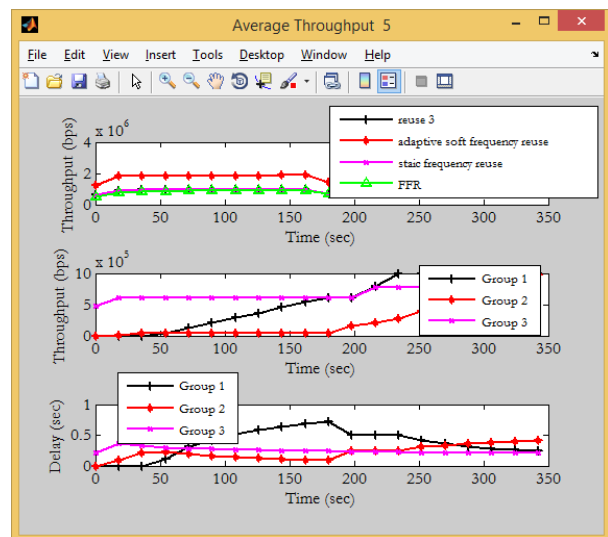 Average Throughput 5
File Edit View Insert Tools Desktop Window Help
reuse 3
adaptive soft frequency reuse
staic frequency reuse
FFR
x 10^6
Throughput (bps)
4
2
0
0 50 100 150 200 250 300 350
Time (sec)
x 10^5
Throughput (bps)
10
5
0
Group 1
Group 2
Group 3
0 50 100 150 200 250 300 350
Time (sec)
Group 1
Group 2
Group 3
Delay (sec)
1
0.5
0
0 50 100 150 200 250 300 350
Time (sec)